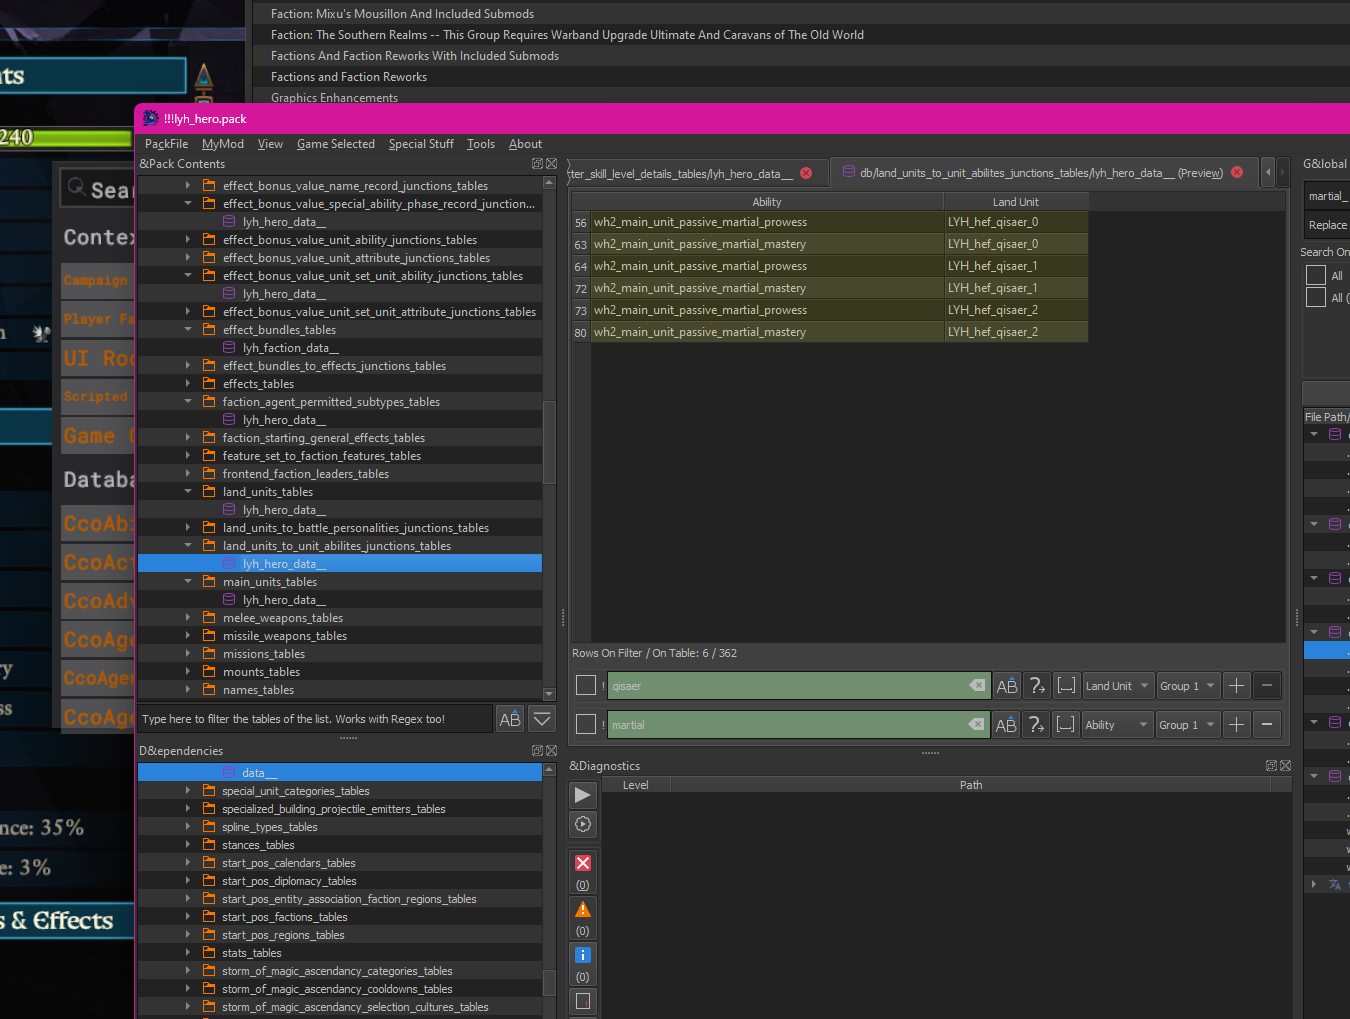 Faction: Mixu's Mousillon And Included Submods
Faction: The Southern Realms -- This Group Requires Warband Upgrade Ultimate And Caravans of The Old World
Factions And Faction Reworks With Included Submods
Factions and Faction Reworks
Graphics Enhancements
nts
240
!!!lyh_hero.pack
PackFile MyMod View Game Selected Special Stuff Tools About
&Pack Contents
effect_bonus_value_name_record_junctions_tables
effect_bonus_value_special_ability_phase_record_junction...
lyh_hero_data__
effect_bonus_value_unit_ability_junctions_tables
effect_bonus_value_unit_attribute_junctions_tables
effect_bonus_value_unit_set_unit_ability_junctions_tables
lyh_hero_data__
effect_bonus_value_unit_set_unit_attribute_junctions_tables
effect_bundles_tables
lyh_faction_data__
effect_bundles_to_effects_junctions_tables
effects_tables
faction_agent_permitted_subtypes_tables
lyh_hero_data__
faction_starting_general_effects_tables
feature_set_to_faction_features_tables
frontend_faction_leaders_tables
land_units_tables
lyh_hero_data__
land_units_to_battle_personalities_junctions_tables
land_units_to_unit_abilites_junctions_tables
lyh_hero_data__
main_units_tables
lyh_hero_data__
melee_weapons_tables
missile_weapons_tables
missions_tables
mounts_tables
names_tables
Type here to filter the tables of the list. Works with Regex too!
D&ependencies
data__
special_unit_categories_tables
specialized_building_projectile_emitters_tables
spline_types_tables
stances_tables
start_pos_calendars_tables
start_pos_diplomacy_tables
start_pos_entity_association_faction_regions_tables
start_pos_factions_tables
start_pos_regions_tables
stats_tables
storm_of_magic_ascendancy_categories_tables
storm_of_magic_ascendancy_cooldowns_tables
storm_of_magic_ascendancy_selection_cultures_tables
ter_skill_level_details_tables/lyh_hero_data__
db/land_units_to_unit_abilites_junctions_tables/lyh_hero_data__ (Preview)
Ability Land Unit
56 wh2_main_unit_passive_martial_prowess LYH_hef_qisaer_0
63 wh2_main_unit_passive_martial_mastery LYH_hef_qisaer_0
64 wh2_main_unit_passive_martial_prowess LYH_hef_qisaer_1
72 wh2_main_unit_passive_martial_mastery LYH_hef_qisaer_1
73 wh2_main_unit_passive_martial_prowess LYH_hef_qisaer_2
80 wh2_main_unit_passive_martial_mastery LYH_hef_qisaer_2
Rows On Filter / On Table: 6 / 362
! qisaer AB Land Unit Group 1
! martial AB Ability Group 1
&Diagnostics
Level Path
(0)
(0)
(0)
G&lobal
martial_
Replace
Search On
All
All (
File Path/
Sear
Contex
Campaign
Player Fa
UI Roo
Scripted
Game
Databa
CcoAb
CcoAct
CcoAdv
CcoAge
CcoAger
CcoAge
nce: 35%
e: 3%
s & Effects